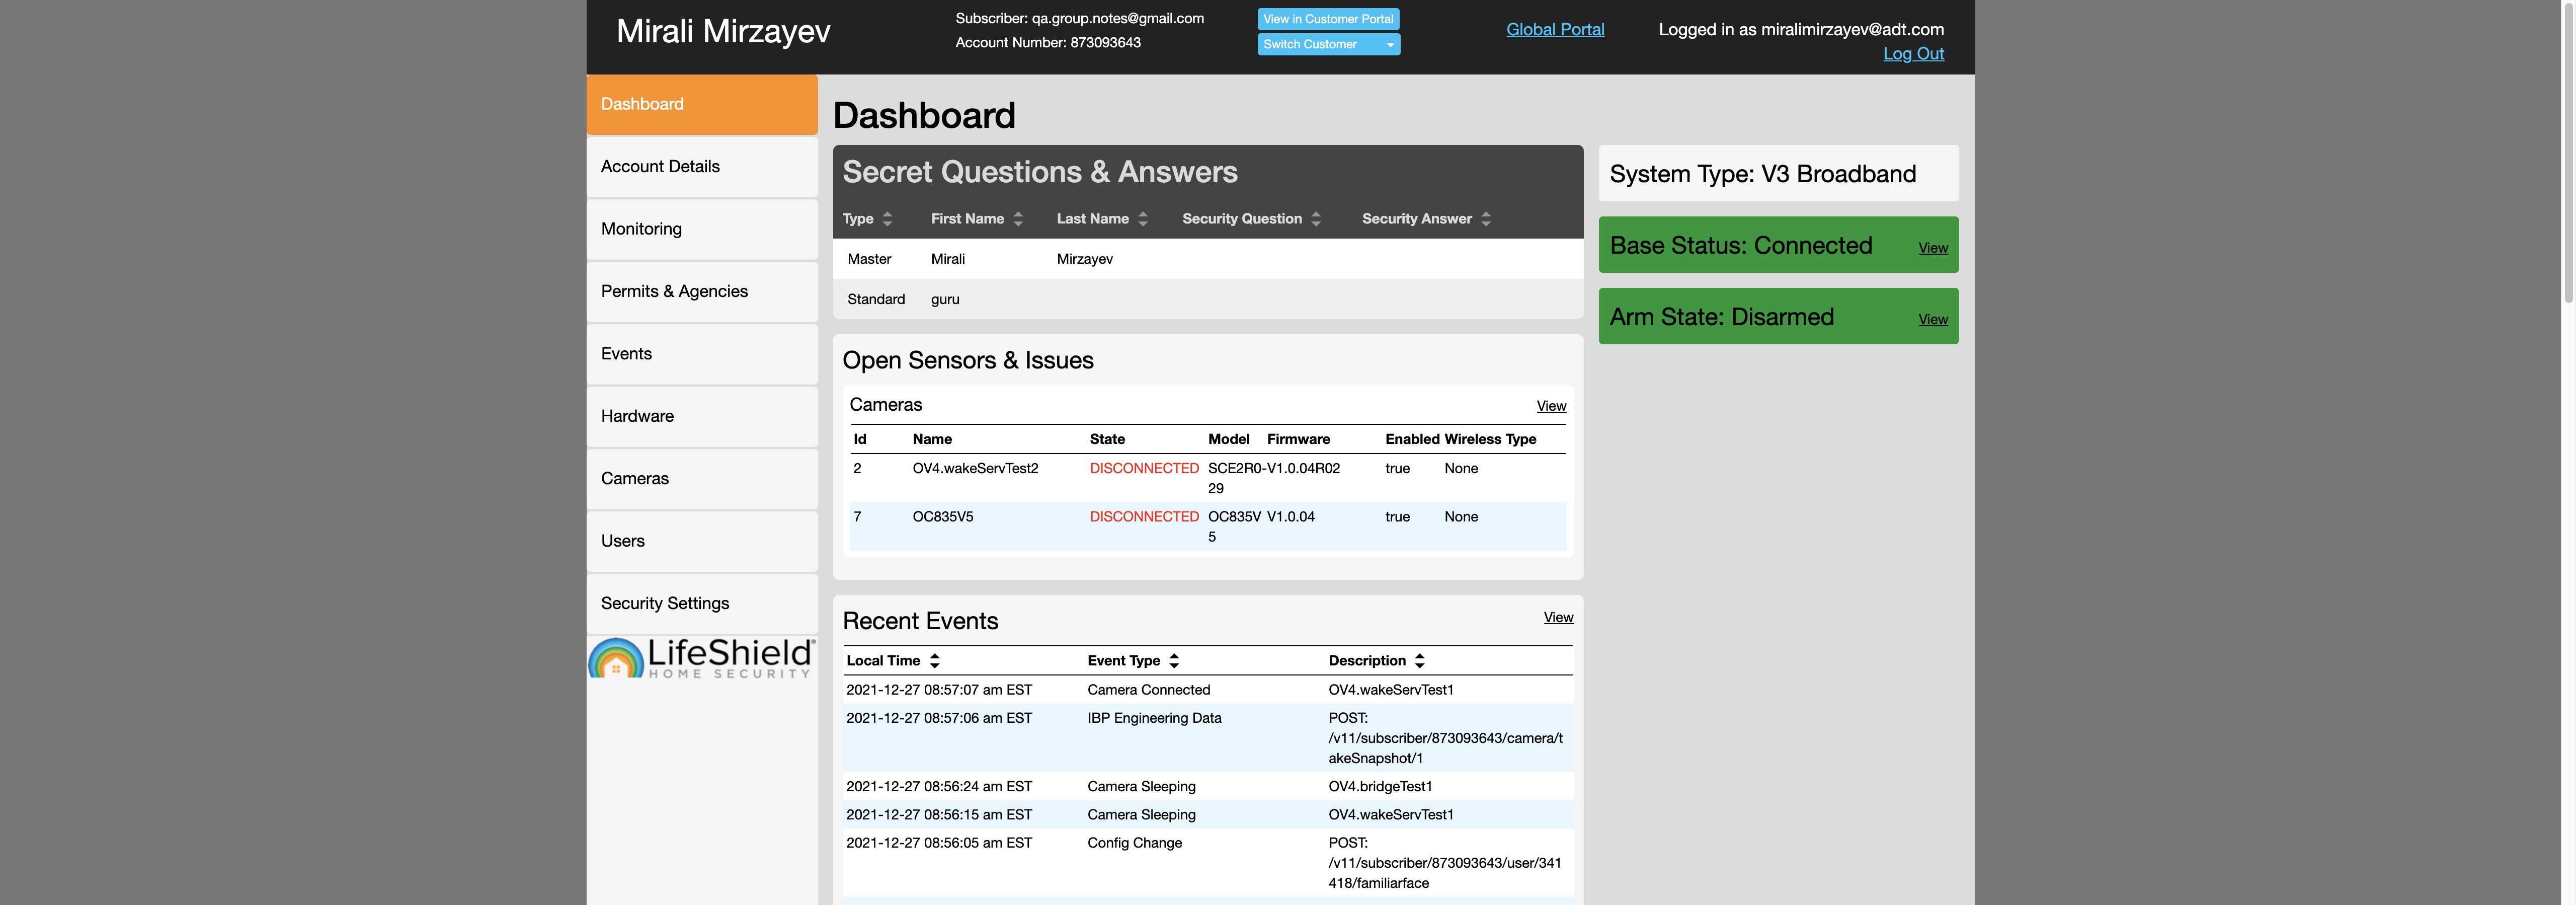 Mirali Mirzayev
Subscriber: qa.group.notes@gmail.com
Account Number: 873093643
View in Customer Portal
Switch Customer
Global Portal
Logged in as miralimirzayev@adt.com
Log Out
Dashboard
Account Details
Monitoring
Permits & Agencies
Events
Hardware
Cameras
Users
Security Settings
LifeShield®
HOME SECURITY
Dashboard
Secret Questions & Answers
Type First Name Last Name Security Question Security Answer
Master Mirali Mirzayev
Standard guru
Open Sensors & Issues
Cameras View
Id Name State Model Firmware Enabled Wireless Type
2 OV4.wakeServTest2 DISCONNECTED SCE2R0-V1.0.04R02 true None
29
7 OC835V5 DISCONNECTED OC835V V1.0.04 true None
5
Recent Events View
Local Time Event Type Description
2021-12-27 08:57:07 am EST Camera Connected OV4.wakeServTest1
2021-12-27 08:57:06 am EST IBP Engineering Data POST:
/v11/subscriber/873093643/camera/t
akeSnapshot/1
2021-12-27 08:56:24 am EST Camera Sleeping OV4.bridgeTest1
2021-12-27 08:56:15 am EST Camera Sleeping OV4.wakeServTest1
2021-12-27 08:56:05 am EST Config Change POST:
/v11/subscriber/873093643/user/341
418/familiarface
System Type: V3 Broadband
Base Status: Connected View
Arm State: Disarmed View